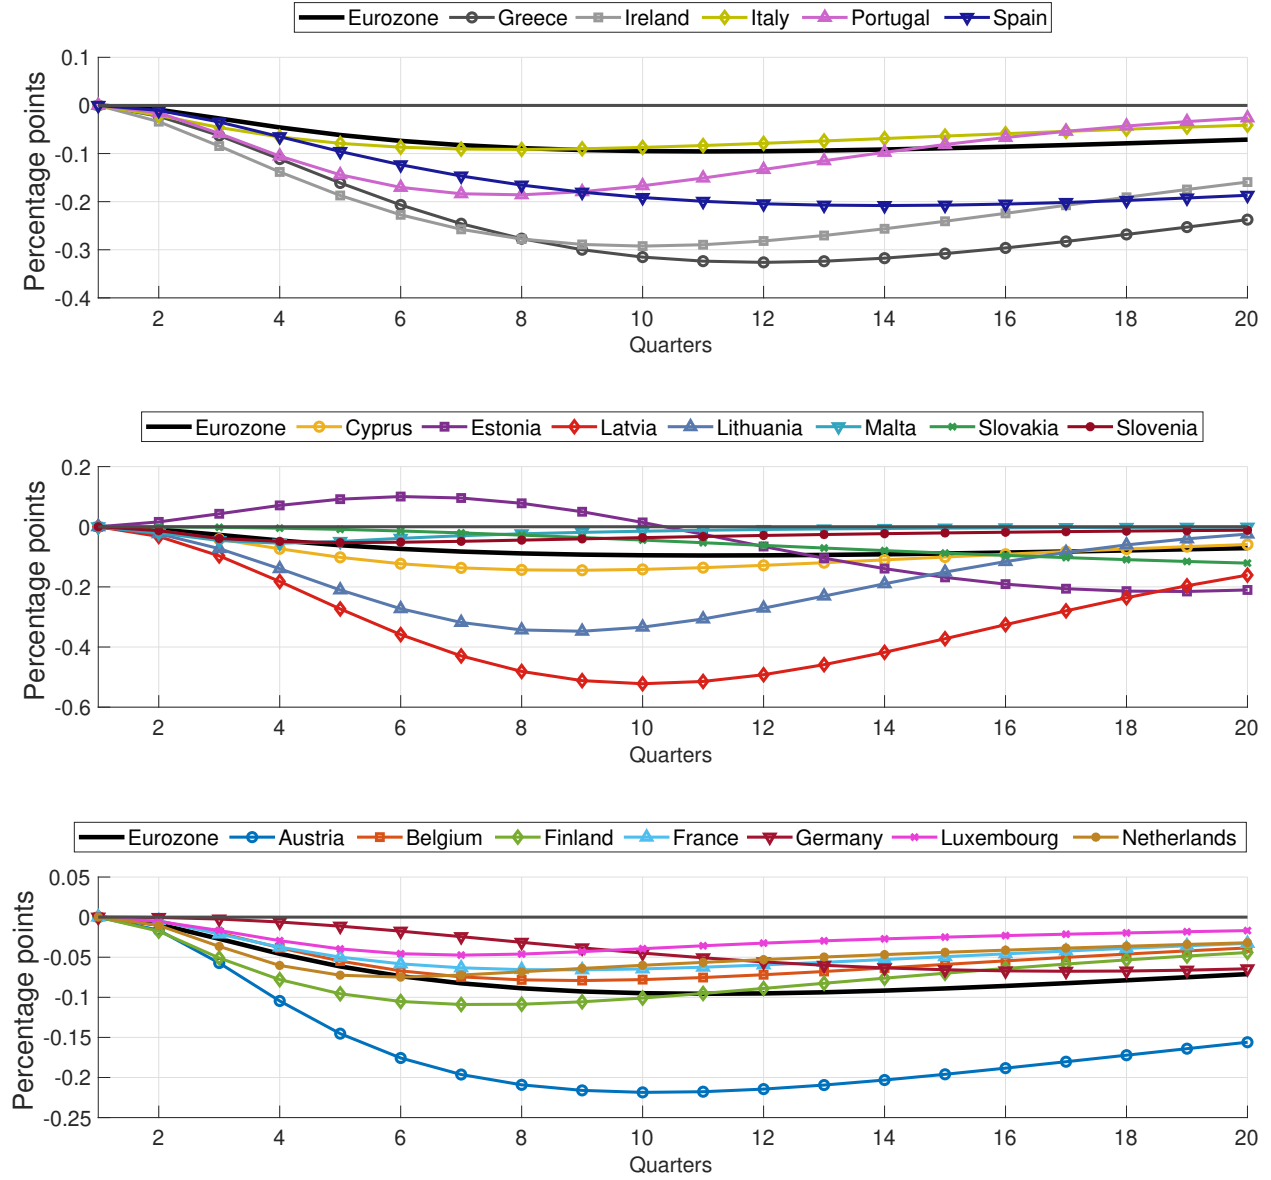 Eurozone Greece Ireland Italy Portugal Spain
Percentage points
0.1
0
-0.1
-0.2
-0.3
-0.4
2 4 6 8 10 12 14 16 18 20
Quarters
Eurozone Cyprus Estonia Latvia Lithuania Malta Slovakia Slovenia
Percentage points
0.2
0
-0.2
-0.4
-0.6
2 4 6 8 10 12 14 16 18 20
Quarters
Eurozone Austria Belgium Finland France Germany Luxembourg Netherlands
Percentage points
0.05
0
-0.05
-0.1
-0.15
-0.2
-0.25
2 4 6 8 10 12 14 16 18 20
Quarters